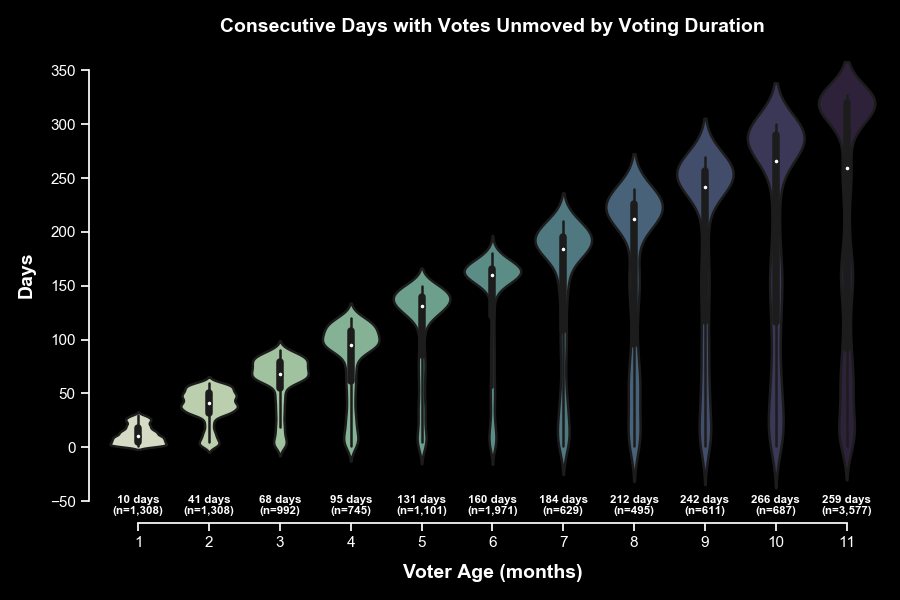 Consecutive Days with Votes Unmoved by Voting Duration
Days
350
300
250
200
150
100
50
0
−50
10 days 41 days 68 days 95 days 131 days 160 days 184 days 212 days 242 days 266 days 259 days
(n=1,308) (n=1,308) (n=992) (n=745) (n=1,101) (n=1,971) (n=629) (n=495) (n=611) (n=687) (n=3,577)
1 2 3 4 5 6 7 8 9 10 11
Voter Age (months)